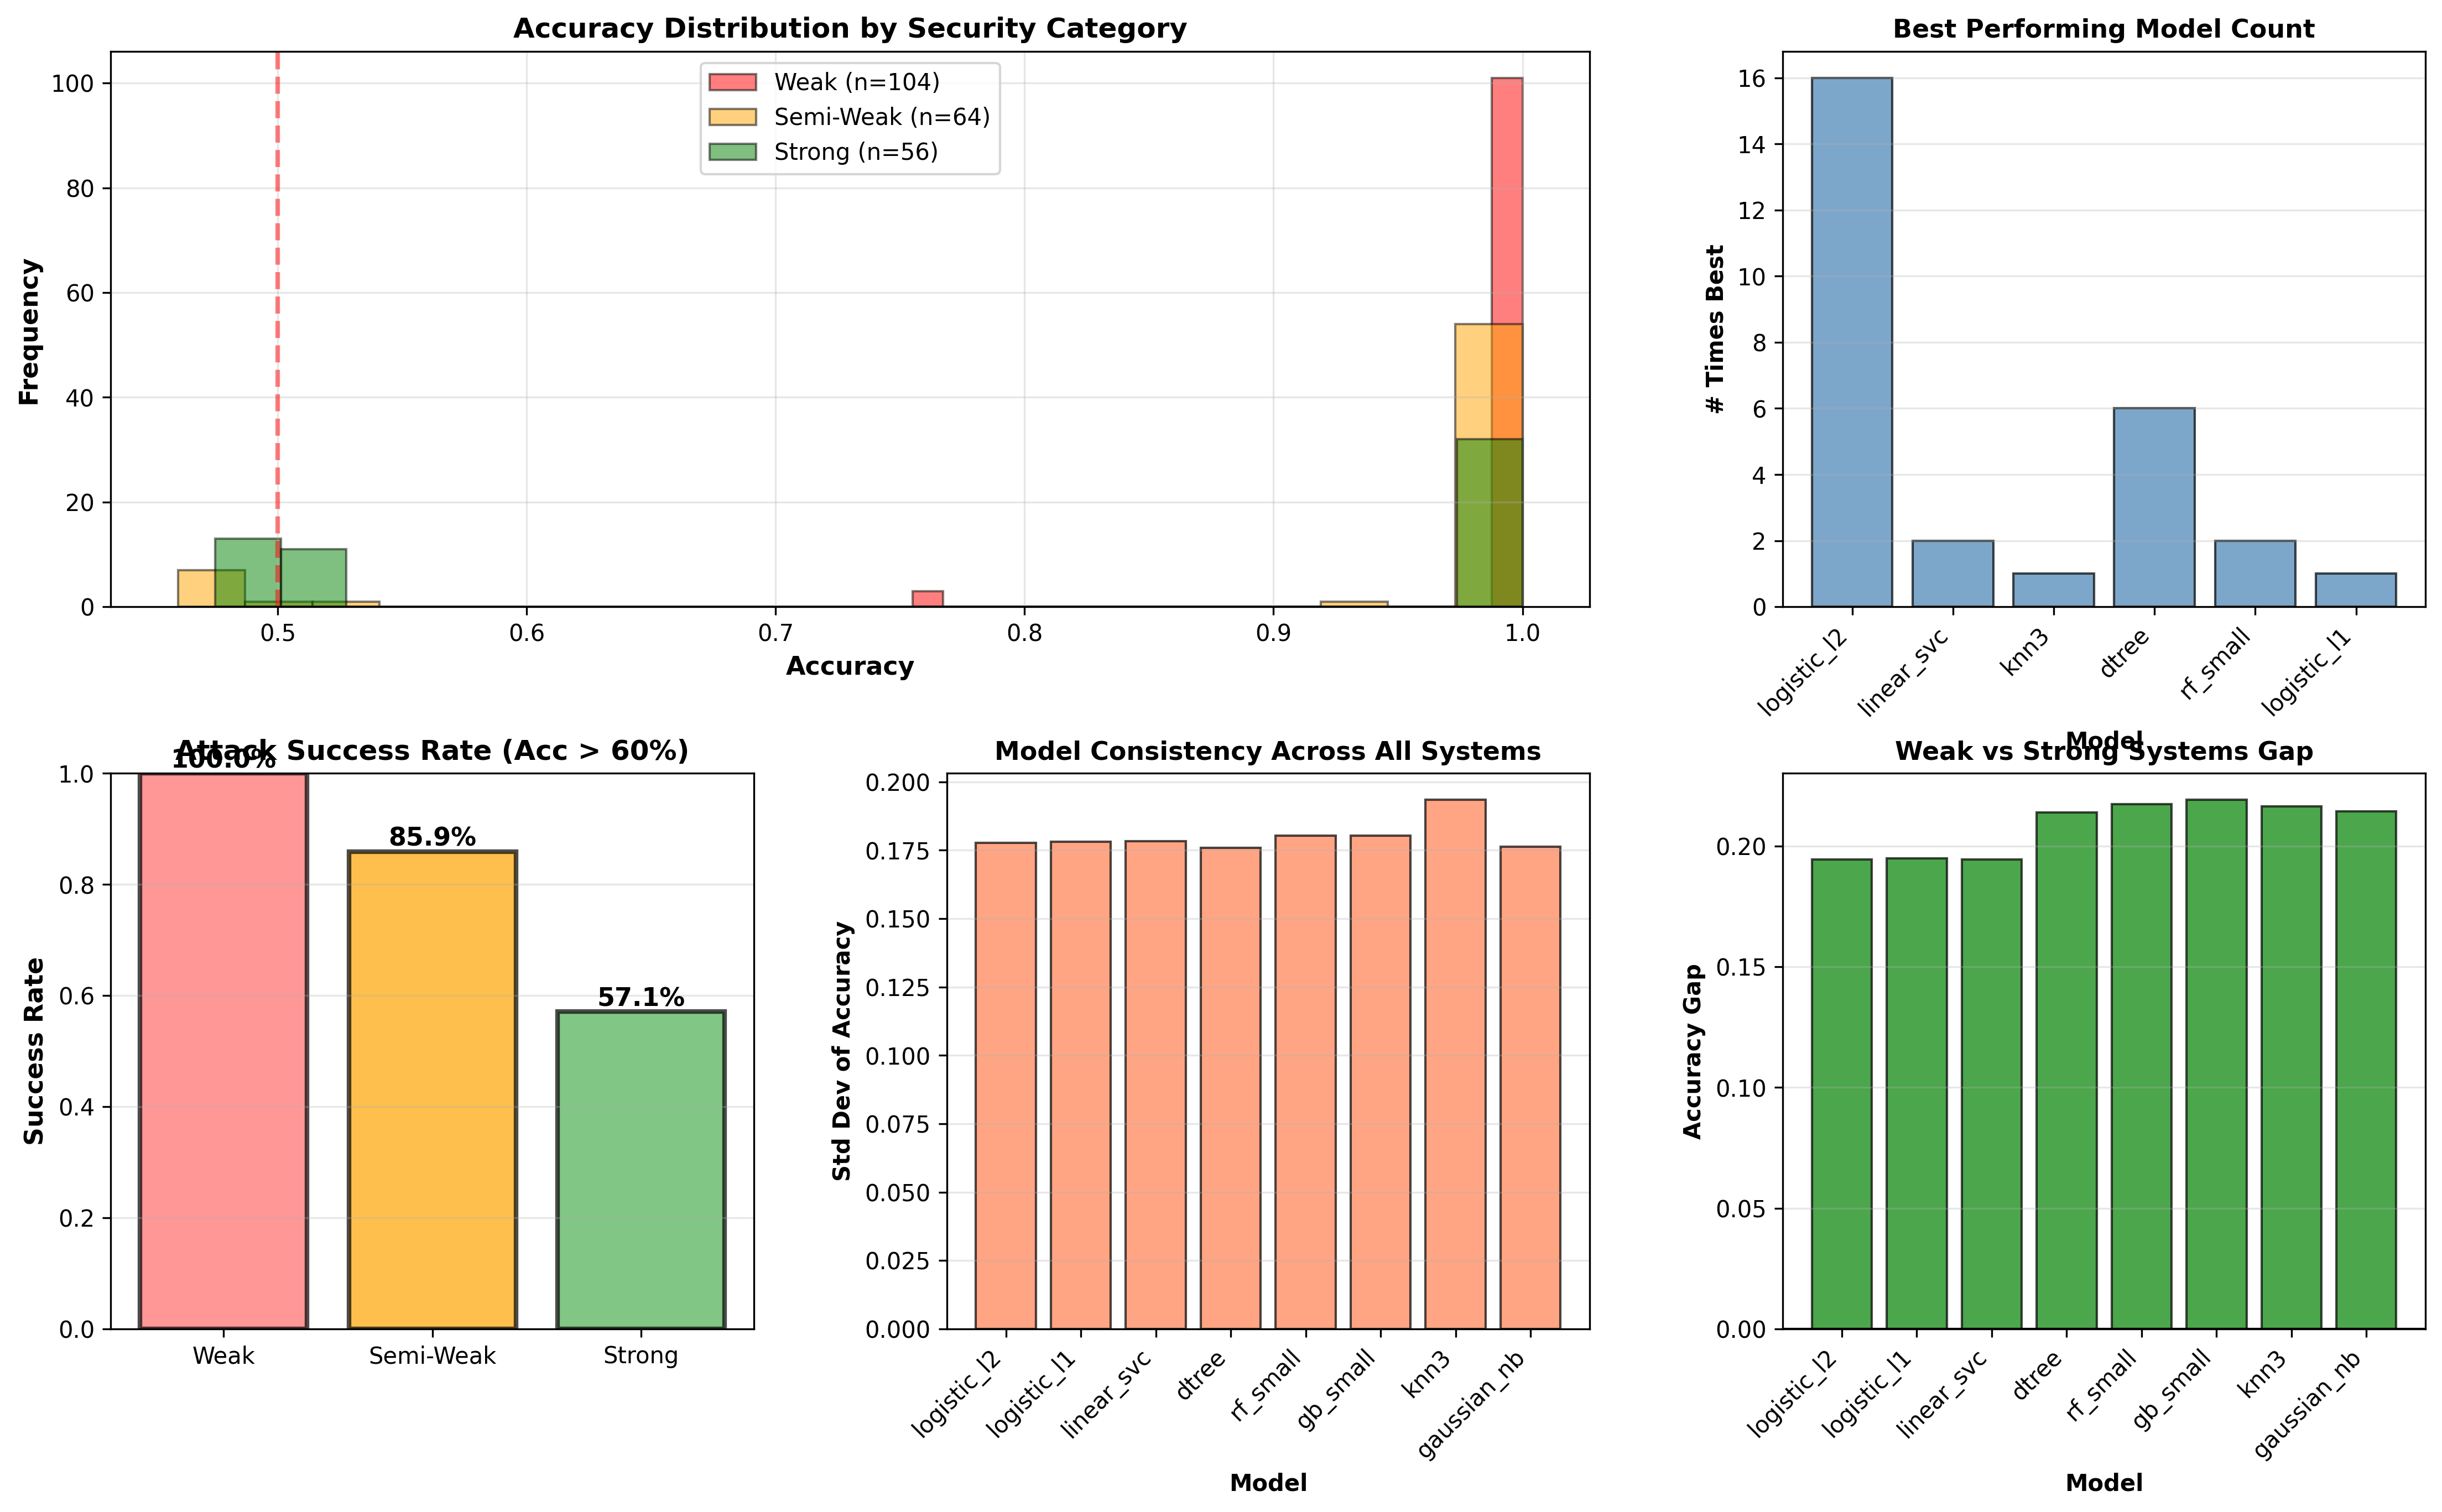 Accuracy Distribution by Security Category
Frequency
100
80
60
40
20
0
Weak (n=104)
Semi-Weak (n=64)
Strong (n=56)
0.5 0.6 0.7 0.8 0.9 1.0
Accuracy
Best Performing Model Count
# Times Best
16
14
12
10
8
6
4
2
0
logistic_l2 linear_svc knn3 dtree rf_small logistic_l1
Model
Attack Success Rate (Acc > 60%)
Success Rate
1.0
0.8
0.6
0.4
0.2
0.0
100.0%
85.9%
57.1%
Weak Semi-Weak Strong
Model Consistency Across All Systems
Std Dev of Accuracy
0.200
0.175
0.150
0.125
0.100
0.075
0.050
0.025
0.000
logistic_l2 logistic_l1 linear_svc dtree rf_small gb_small knn3 gaussian_nb
Model
Weak vs Strong Systems Gap
Accuracy Gap
0.20
0.15
0.10
0.05
0.00
logistic_l2 logistic_l1 linear_svc dtree rf_small gb_small knn3 gaussian_nb
Model